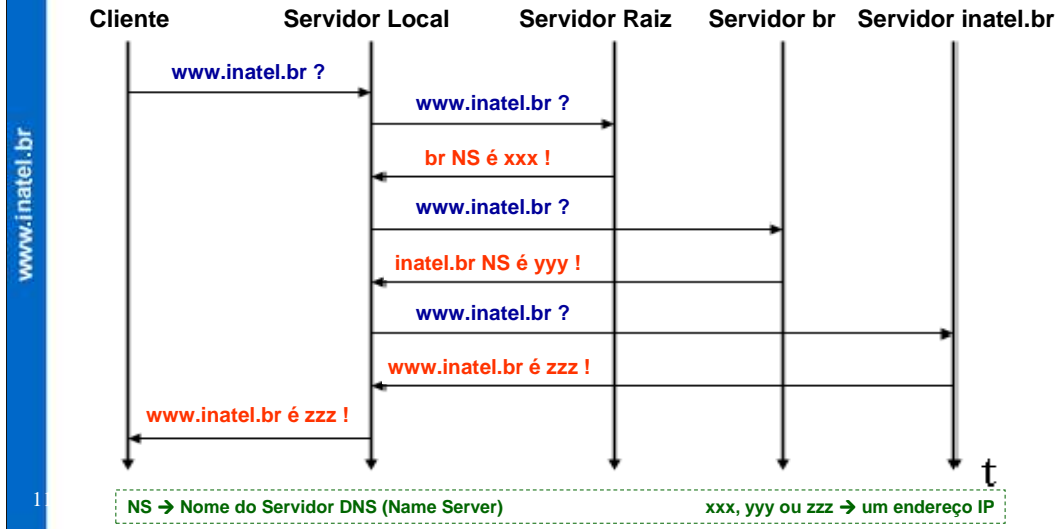 Cliente
Servidor Local
Servidor Raiz
Servidor br
Servidor inatel.br
www.inatel.br ?
www.inatel.br ?
br NS é xxx !
www.inatel.br ?
inatel.br NS é yyy !
www.inatel.br ?
www.inatel.br é zzz !
www.inatel.br é zzz !
t
NS → Nome do Servidor DNS (Name Server)
xxx, yyy ou zzz → um endereço IP
www.inatel.br